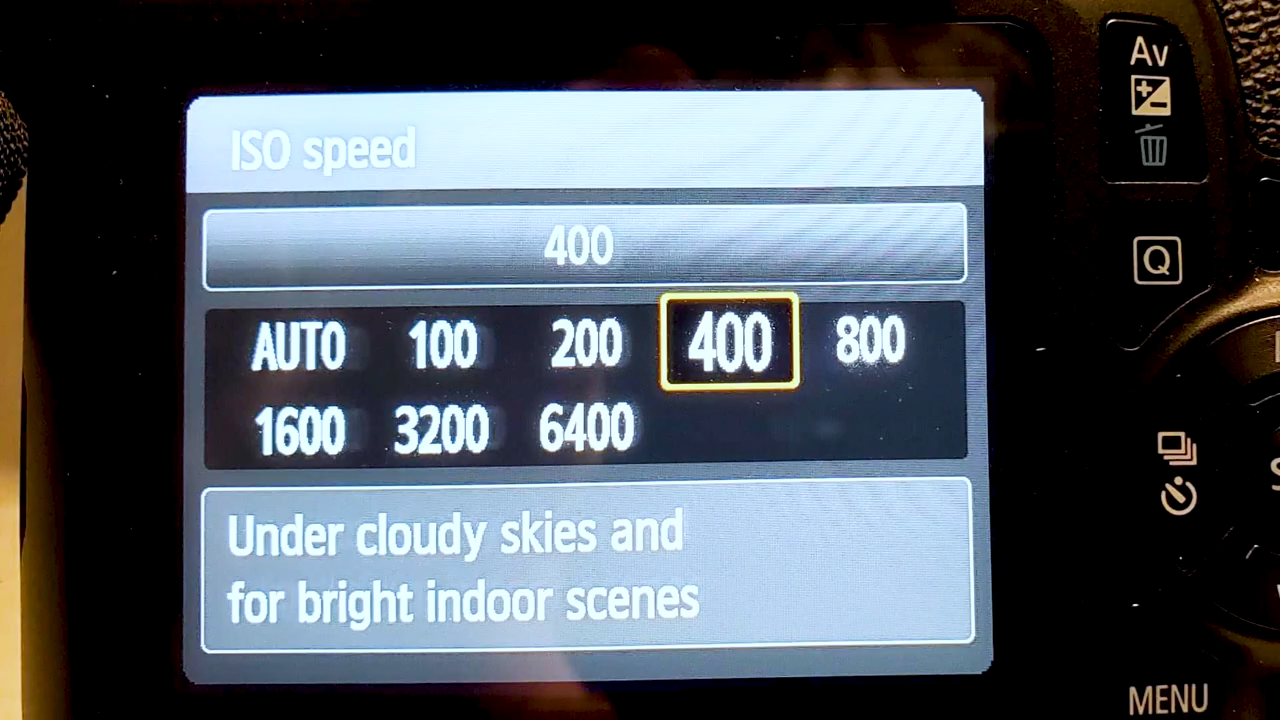 ISO speed
400
AUTO 100 200 400 800
1600 3200 6400
Under cloudy skies and
for bright indoor scenes
Av
Q
MENU